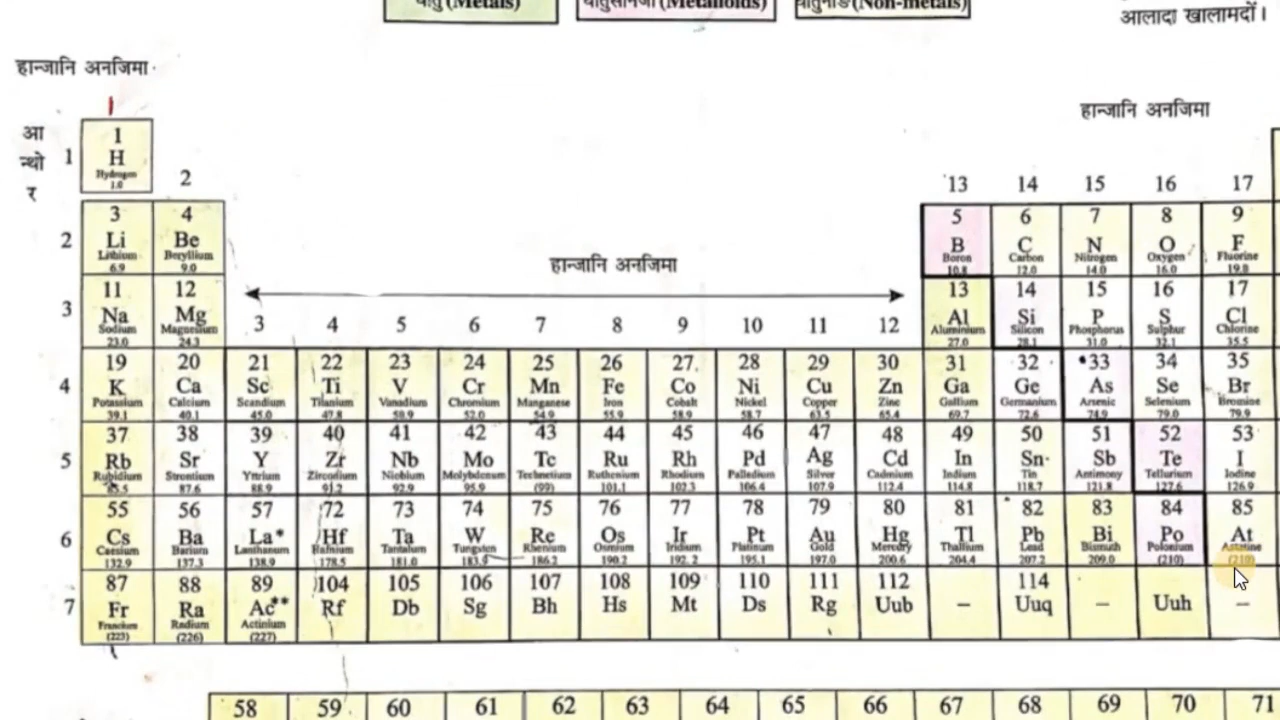 धातु (Metals) (Metalloids) (Non-metals)
आलादा खालामदों।
हान्जानि अनजिमा
हान्जानि अनजिमा
आ
न्थो
र
1
1
H
Hydrogen
1.0
2
13 14 15 16 17
2
3 4 5 6 7 8 9
Li Be B C N O F
Lithium Beryllium Boron Carbon Nitrogen Oxygen Fluorine
6.9 9.0 10.8 12.0 14.0 16.0 19.0
हान्जानि अनजिमा
3
11 12 13 14 15 16 17
Na Mg Al Si P S Cl
Sodium Magnesium Aluminium Silicon Phosphorus Sulphur Chlorine
23.0 24.3 27.0 28.1 31.0 32.1 35.5
3 4 5 6 7 8 9 10 11 12
4
19 20 21 22 23 24 25 26 27 28 29 30 31 32 33 34 35
K Ca Sc Ti V Cr Mn Fe Co Ni Cu Zn Ga Ge As Se Br
Potassium Calcium Scandium Titanium Vanadium Chromium Manganese Iron Cobalt Nickel Copper Zinc Gallium Germanium Arsenic Selenium Bromine
39.1 40.1 45.0 47.8 50.9 52.0 54.9 55.9 58.9 58.7 63.5 65.4 69.7 72.6 74.9 79.0 79.9
5
37 38 39 40 41 42 43 44 45 46 47 48 49 50 51 52 53
Rb Sr Y Zr Nb Mo Tc Ru Rh Pd Ag Cd In Sn Sb Te I
Rubidium Strontium Yttrium Zirconium Niobium Molybdenum Technetium Ruthenium Rhodium Palladium Silver Cadmium Indium Tin Antimony Tellurium Iodine
85.5 87.6 88.9 91.2 92.9 95.9 (99) 101.1 102.3 106.4 107.9 112.4 114.8 118.7 121.8 127.6 126.9
6
55 56 57 72 73 74 75 76 77 78 79 80 81 82 83 84 85
Cs Ba La* Hf Ta W Re Os Ir Pt Au Hg Tl Pb Bi Po At
Caesium Barium Lanthanum Hafnium Tantalum Tungsten Rhenium Osmium Iridium Platinum Gold Mercury Thallium Lead Bismuth Polonium Astatine
132.9 137.3 138.9 178.5 181.0 183.9 186.2 190.2 192.2 195.1 197.0 200.6 204.4 207.2 209.0 (210) (210)
7
87 88 89 104 105 106 107 108 109 110 111 112 114
Fr Ra Ac** Rf Db Sg Bh Hs Mt Ds Rg Uub – Uuq – Uuh –
Francium Radium Actinium
(223) (226) (227)
58 59 60 61 62 63 64 65 66 67 68 69 70 71